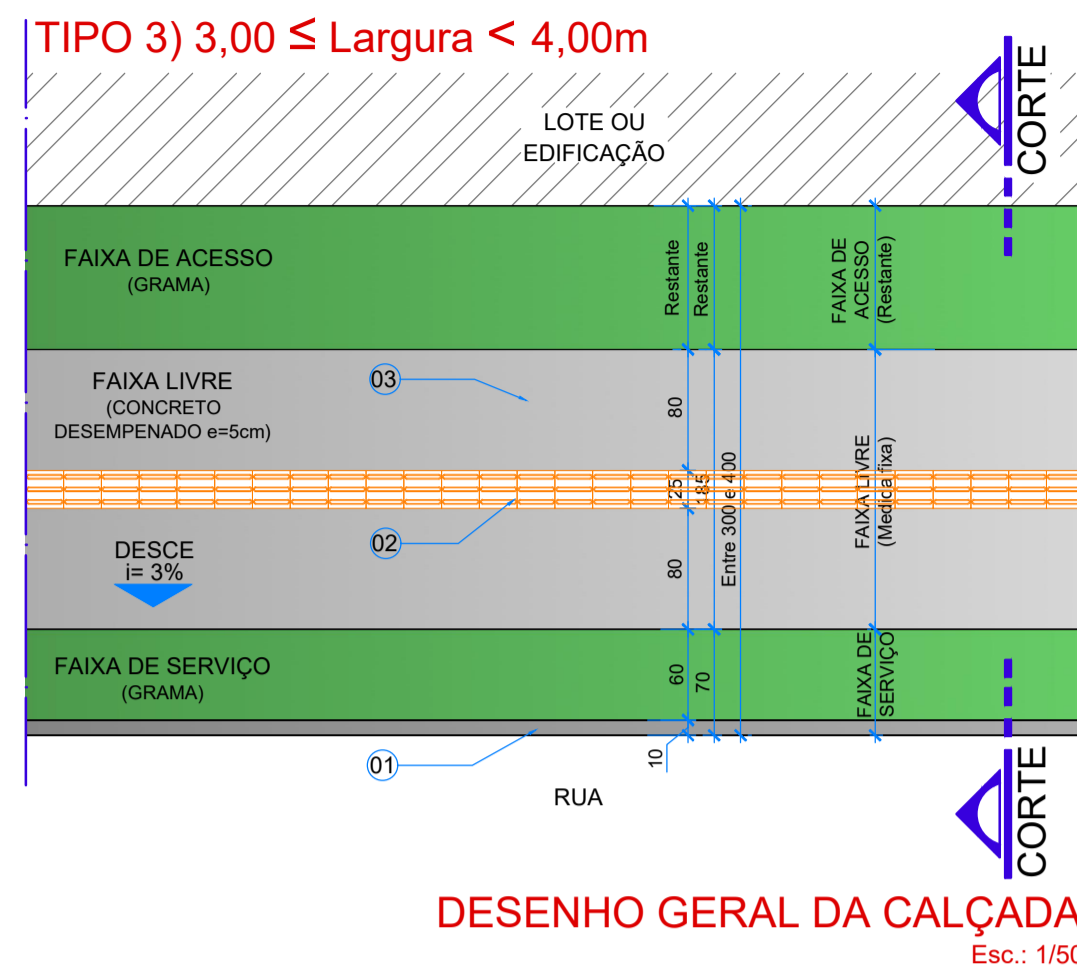 TIPO 3) 3,00 ≤ Largura < 4,00m
CORTE
LOTE OU
EDIFICAÇÃO
FAIXA DE ACESSO
(GRAMA)
Restante
Restante
FAIXA DE
ACESSO
(Restante)
FAIXA LIVRE
(CONCRETO
DESEMPENADO e=5cm)
03
80
25
185
Entre 300 e 400
FAIXA LIVRE
(Medida fixa)
02
80
DESCE
i= 3%
FAIXA DE SERVIÇO
(GRAMA)
60
70
FAIXA DE
SERVIÇO
01
10
RUA
CORTE
DESENHO GERAL DA CALÇADA
Esc.: 1/50